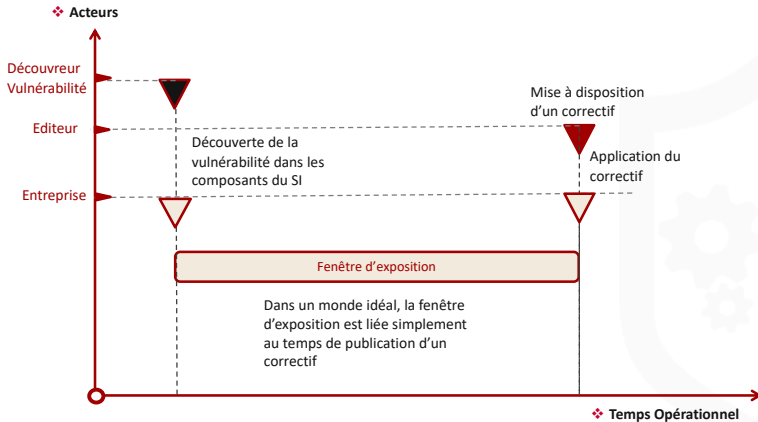 ❖ Acteurs
Découvreur
Vulnérabilité
Mise à disposition
d'un correctif
Editeur
Découverte de la
vulnérabilité dans les
composants du SI
Application du
correctif
Entreprise
Fenêtre d'exposition
Dans un monde idéal, la fenêtre
d'exposition est liée simplement
au temps de publication d'un
correctif
❖ Temps Opérationnel